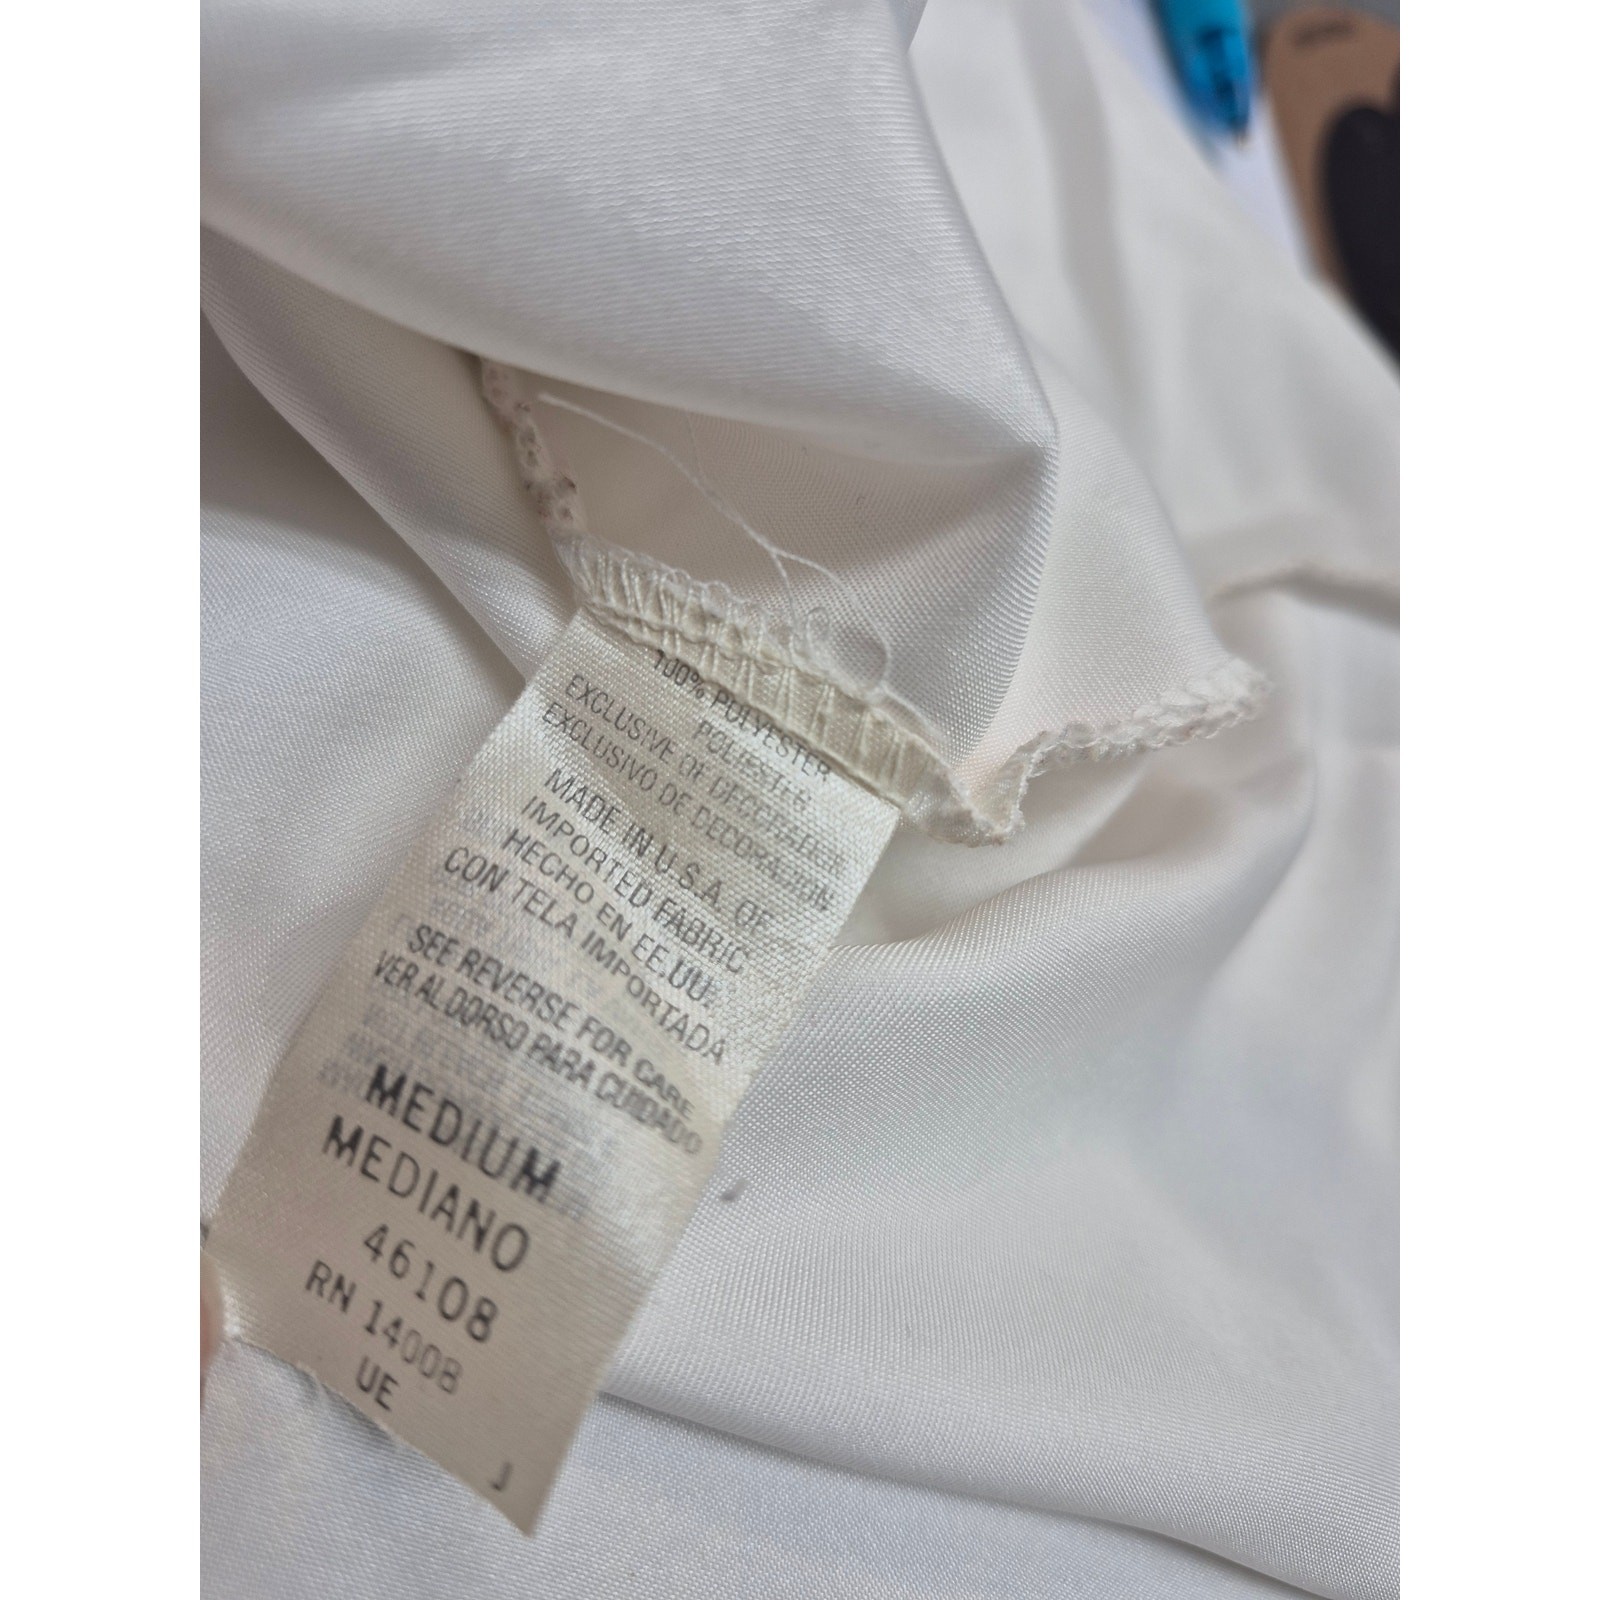 100% POLYESTER
POLIESTER
EXCLUSIVE OF DECORATION
EXCLUSIVO DE DECORACION
MADE IN U.S.A. OF
IMPORTED FABRIC
HECHO EN EE.UU.
CON TELA IMPORTADA
SEE REVERSE FOR CARE
VER AL DORSO PARA CUIDADO
MEDIUM
MEDIANO
46108
RN 14008
UE
J